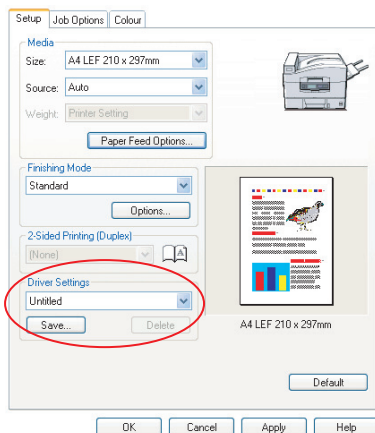 Setup Job Options Colour
Media
Size: A4 LEF 210 x 297mm
Source: Auto
Weight: Printer Setting
Paper Feed Options...
Finishing Mode
Standard
Options...
2-Sided Printing (Duplex)
(None)
A
Driver Settings
Untitled
Save... Delete
A4 LEF 210 x 297mm
Default
OK Cancel Apply Help